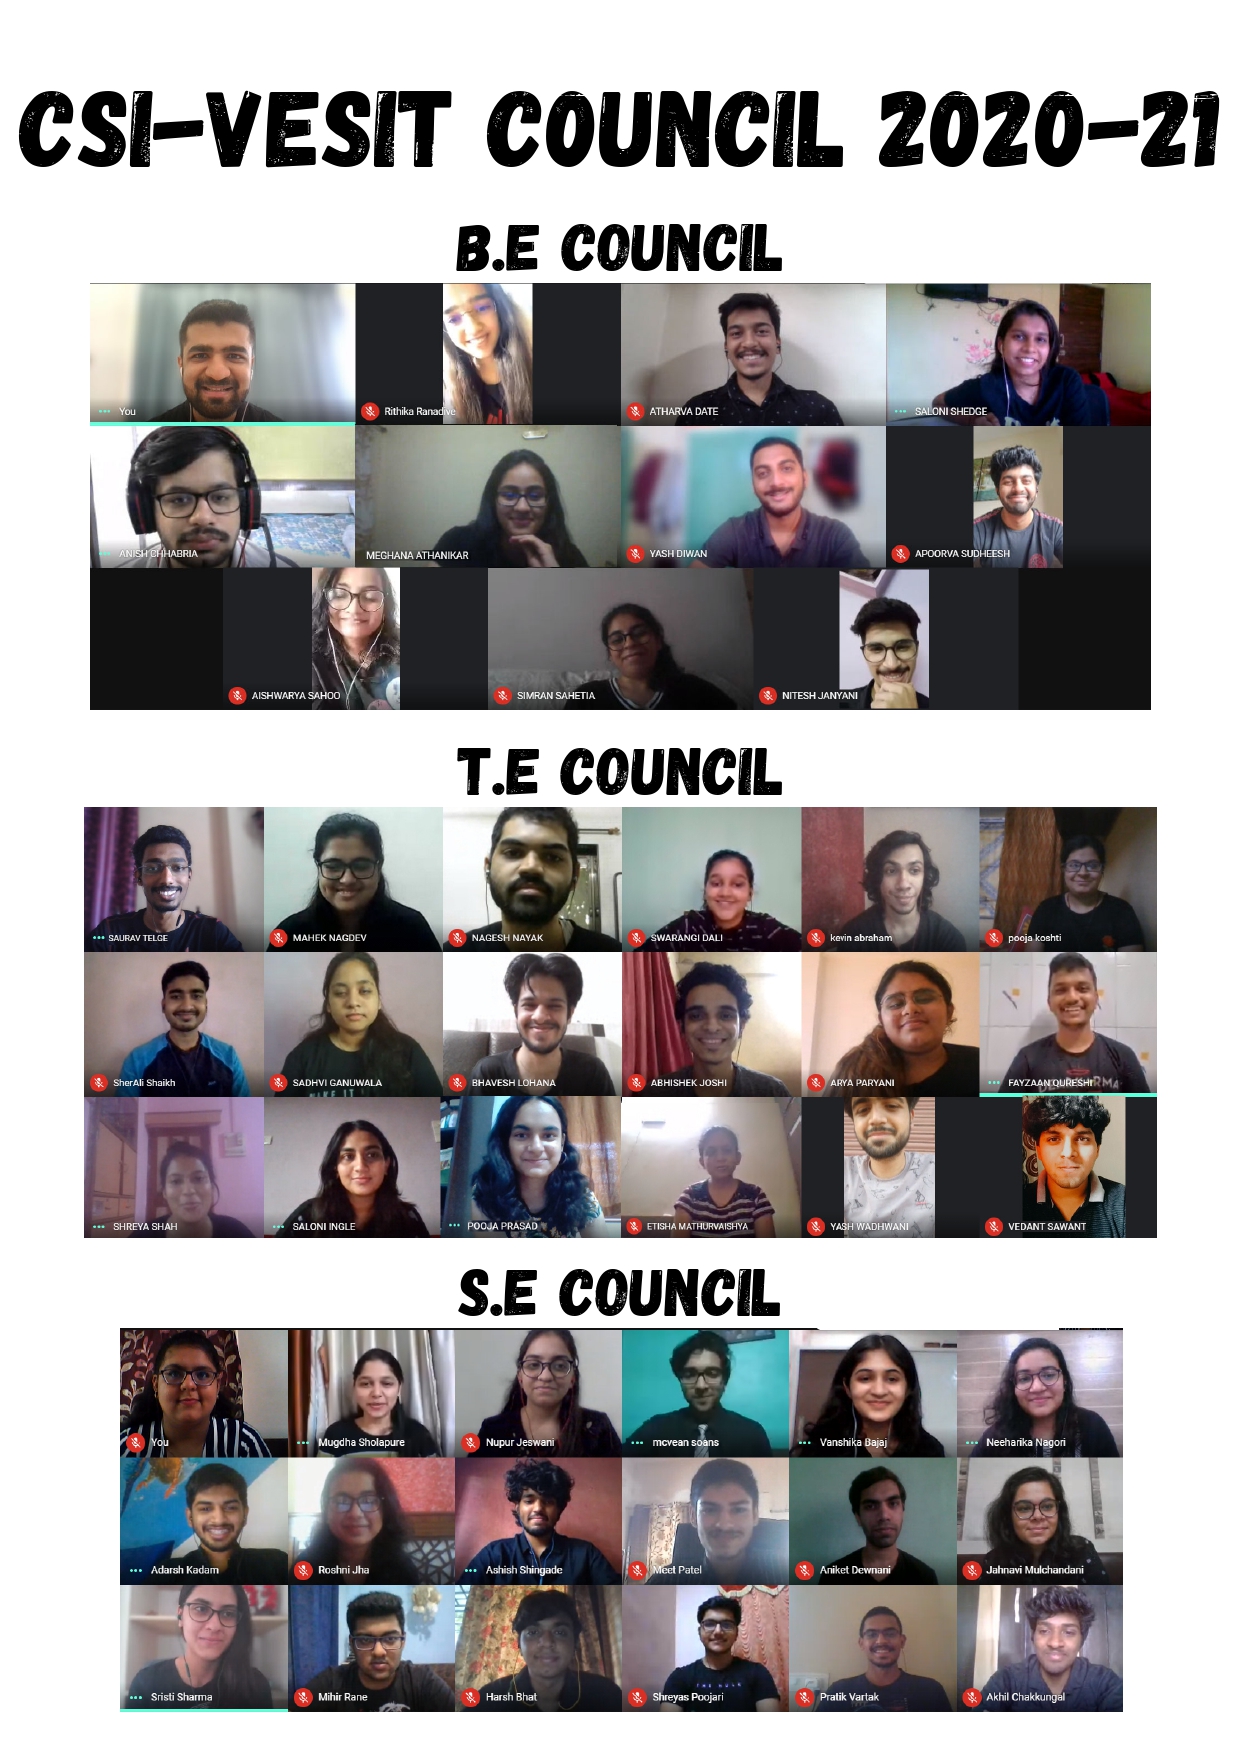 CSI-VESIT COUNCIL 2020-21
B.E COUNCIL
You
Rithika Ranadive
ATHARVA DATE
SALONI SHEDGE
ANISH CHHABRIA
MEGHANA ATHANIKAR
YASH DIWAN
APOORVA SUDHEESH
AISHWARYA SAHOO
SIMRAN SAHETIA
NITESH JANYANI
T.E COUNCIL
SAURAV TELGE
MAHEK NAGDEV
NAGESH NAYAK
SWARANGI DALI
kevin abraham
pooja koshti
SherAli Shaikh
SADHVI GANUWALA
BHAVESH LOHANA
ABHISHEK JOSHI
ARYA PARYANI
FAYZAAN QURESHI
SHREYA SHAH
SALONI INGLE
POOJA PRASAD
ETISHA MATHURVAISHYA
YASH WADHWANI
VEDANT SAWANT
S.E COUNCIL
You
Mugdha Sholapure
Nupur Jeswani
mcvean soans
Vanshika Bajaj
Neeharika Nagori
Adarsh Kadam
Roshni Jha
Ashish Shingade
Meet Patel
Aniket Dewnani
Jahnavi Mulchandani
Sristi Sharma
Mihir Rane
Harsh Bhat
Shreyas Poojari
Pratik Vartak
Akhil Chakkungal